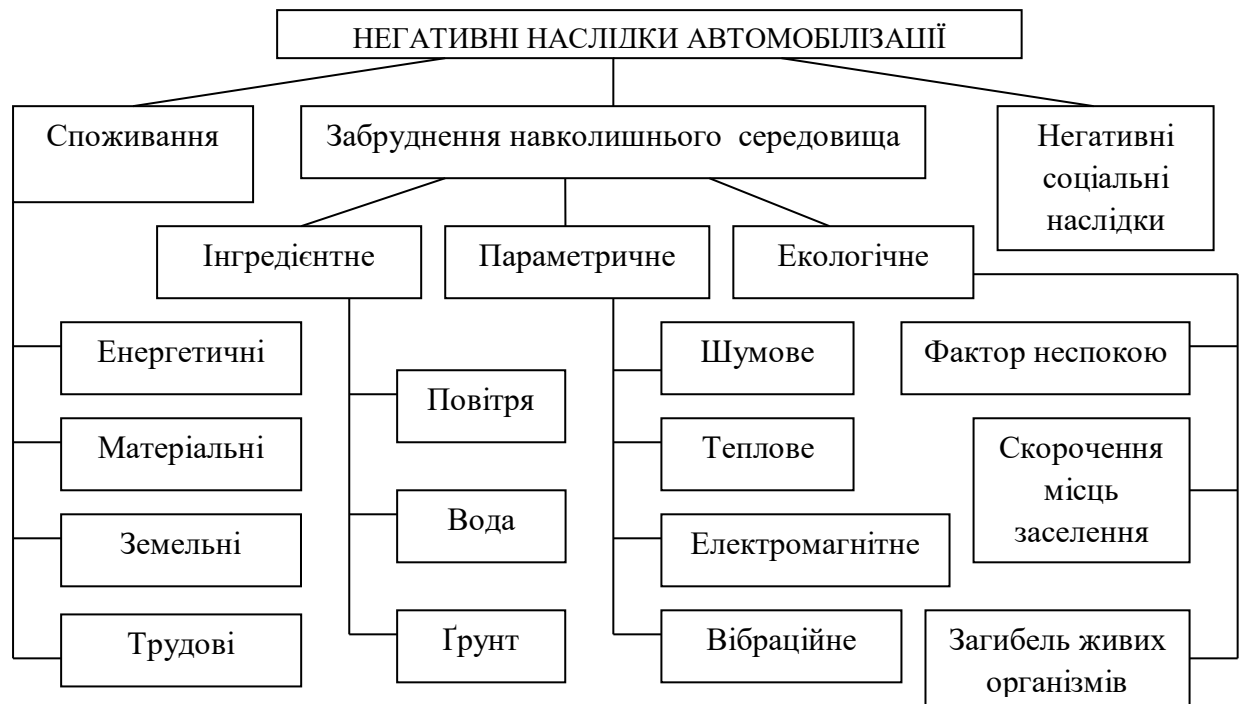 НЕГАТИВНІ НАСЛІДКИ АВТОМОБІЛІЗАЦІЇ
Споживання
Забруднення навколишнього середовища
Негативні
соціальні
наслідки
Інгредієнтне
Параметричне
Екологічне
Енергетичні
Матеріальні
Земельні
Трудові
Повітря
Вода
Ґрунт
Шумове
Теплове
Електромагнітне
Вібраційне
Фактор неспокою
Скорочення
місць
заселення
Загибель живих
організмів